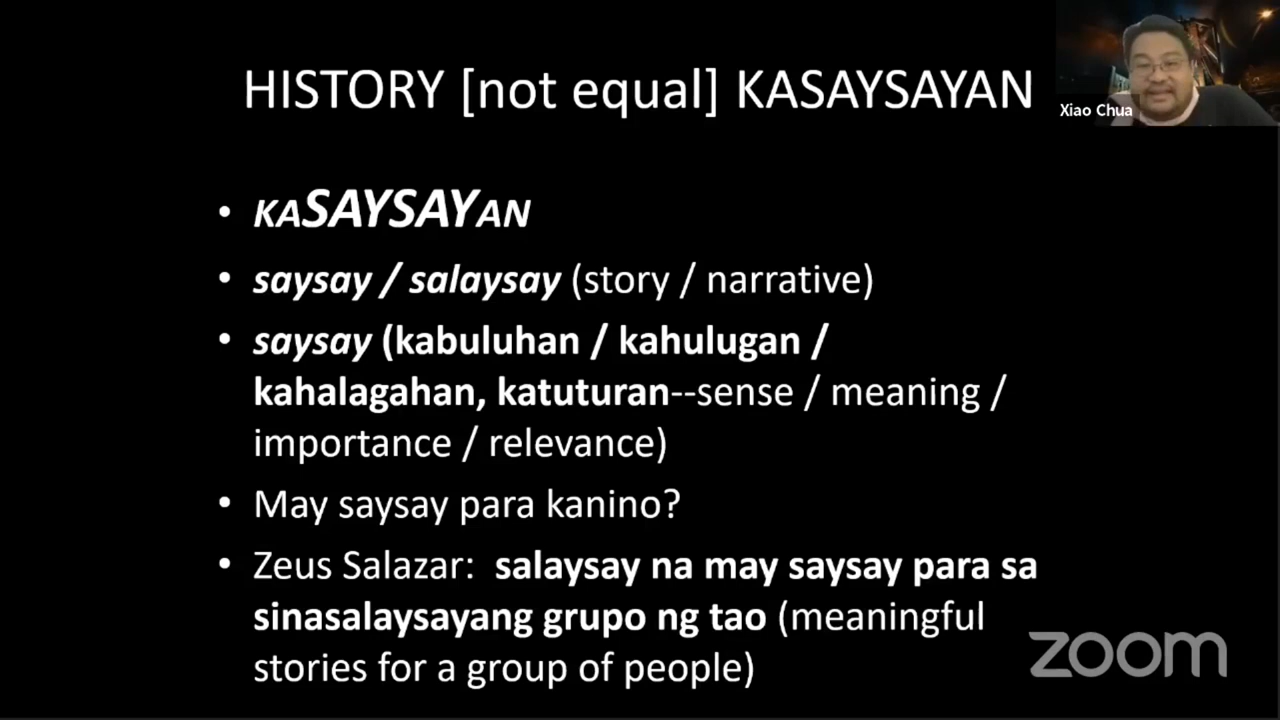 HISTORY [not equal] KASAYSAYAN
Xiao Chua
• KASAYSAYAN
• saysay / salaysay (story / narrative)
• saysay (kabuluhan / kahulugan /
kahalagahan, katuturan--sense / meaning /
importance / relevance)
• May saysay para kanino?
• Zeus Salazar: salaysay na may saysay para sa
sinasalaysayang grupo ng tao (meaningful
stories for a group of people)
zoom